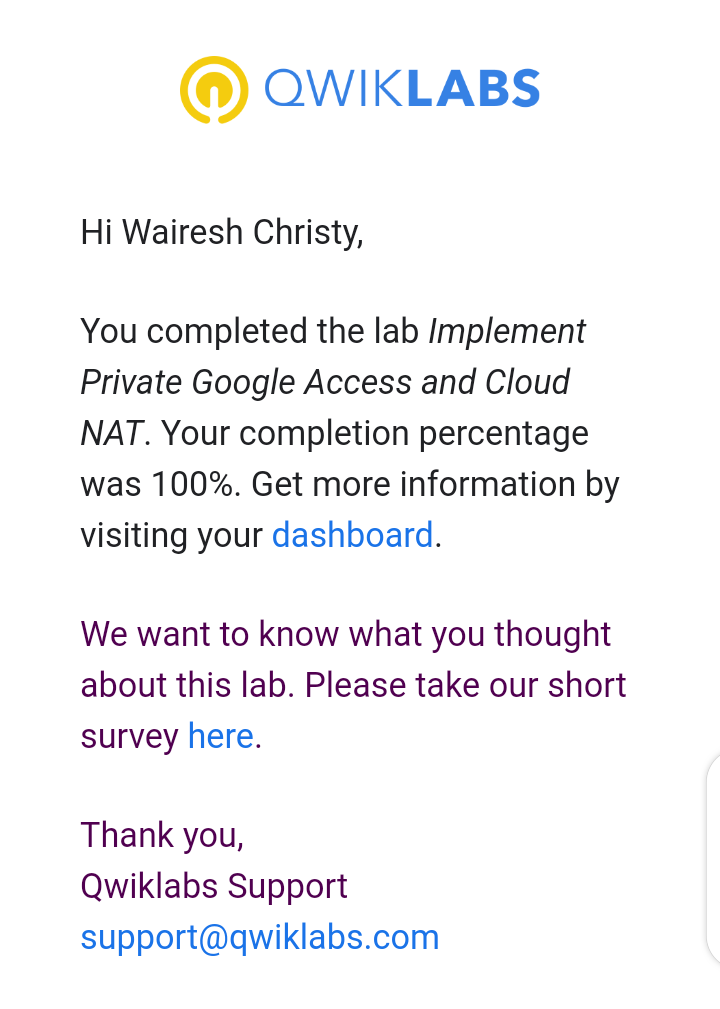 QWIKLABS
Hi Wairesh Christy,
You completed the lab Implement
Private Google Access and Cloud
NAT. Your completion percentage
was 100%. Get more information by
visiting your dashboard.
We want to know what you thought
about this lab. Please take our short
survey here.
Thank you,
Qwiklabs Support
support@qwiklabs.com